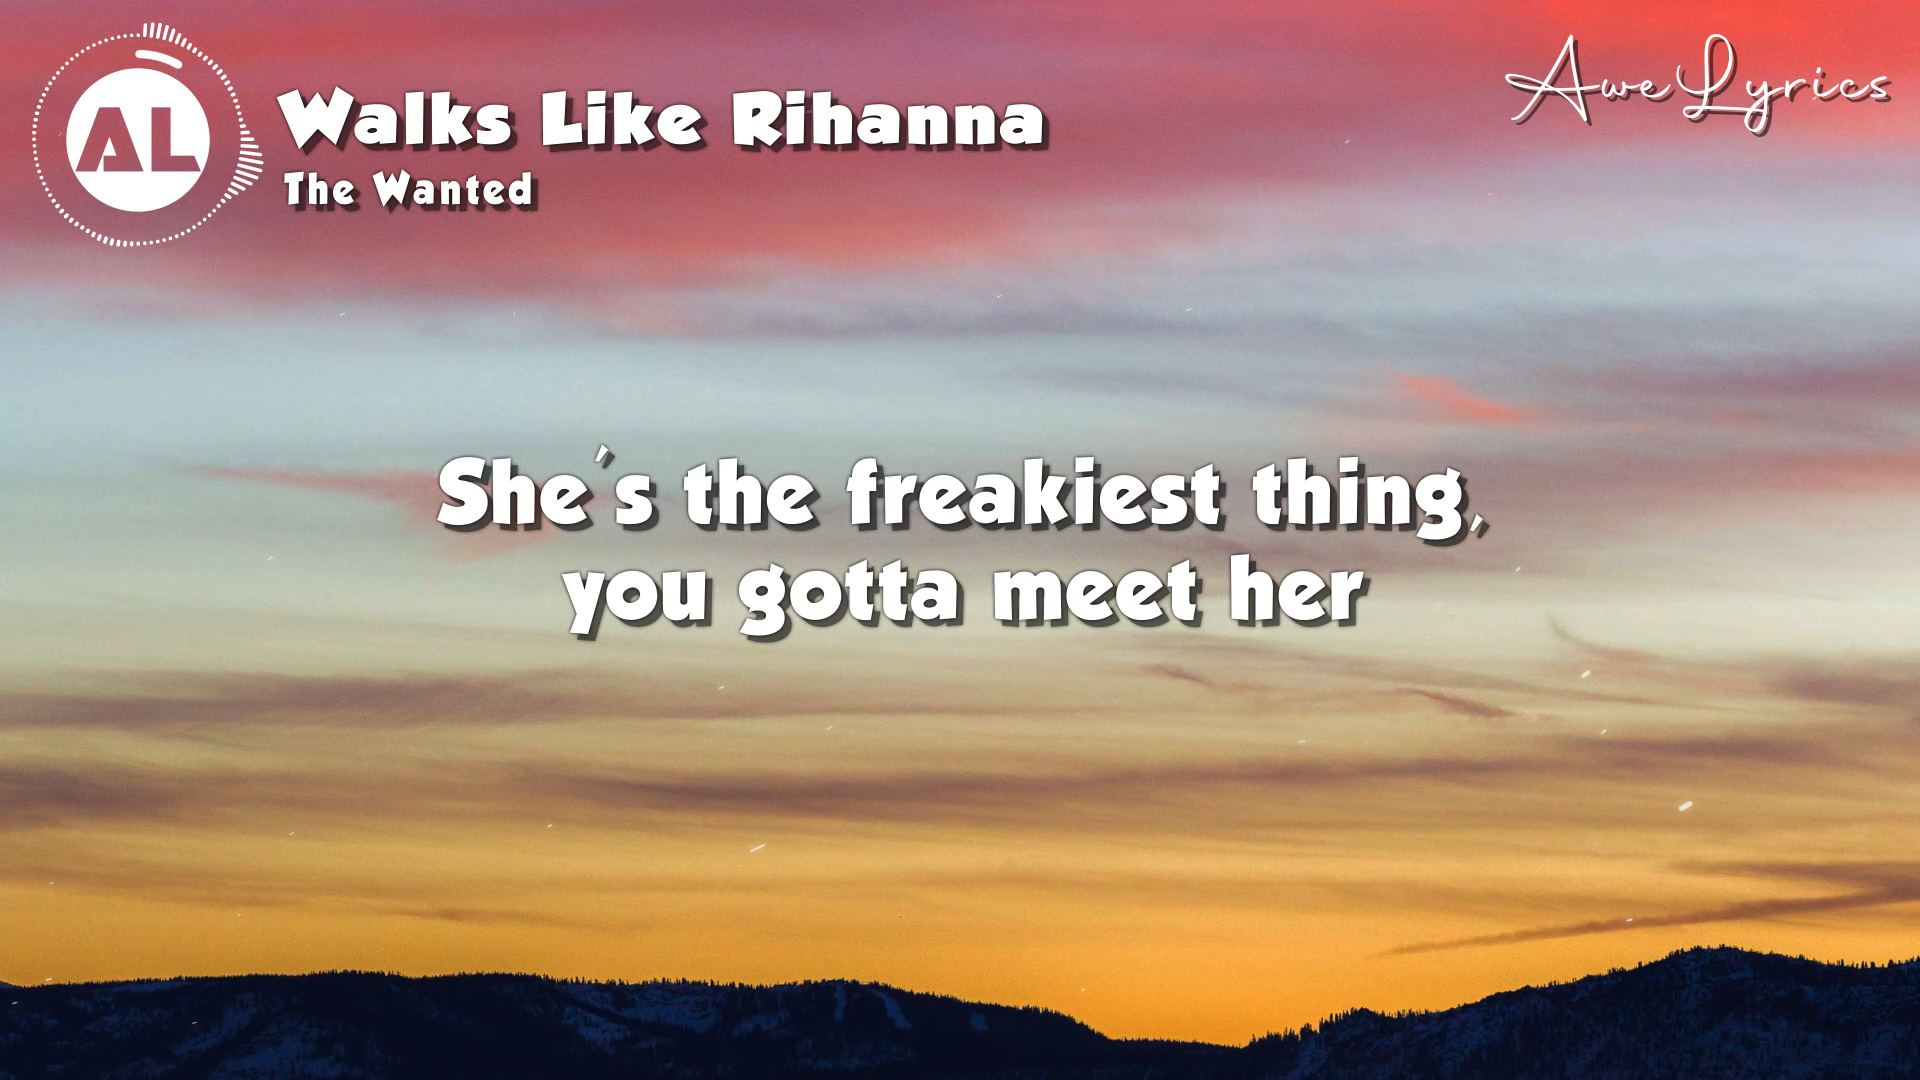 AL
Walks Like Rihanna
The Wanted
AweLyrics
She's the freakiest thing,
you gotta meet her